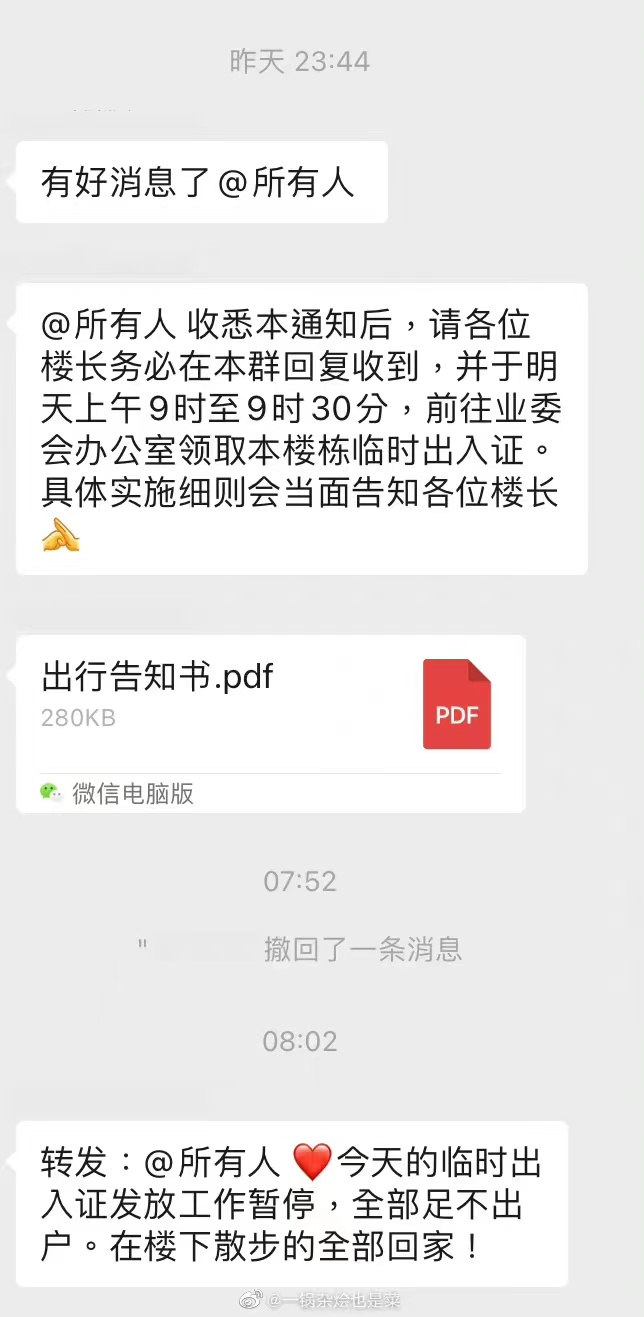 昨天 23:44
有好消息了@所有人
@所有人 收悉本通知后，请各位
楼长务必在本群回复收到，并于明
天上午9时至9时30分，前往业委
会办公室领取本楼栋临时出入证。
具体实施细则会当面告知各位楼长
出行告知书.pdf
280KB
PDF
微信电脑版
07:52
" 撤回了一条消息
08:02
转发：@所有人 ❤️今天的临时出
入证发放工作暂停，全部足不出
户。在楼下散步的全部回家！
@一锅杂烩也是菜